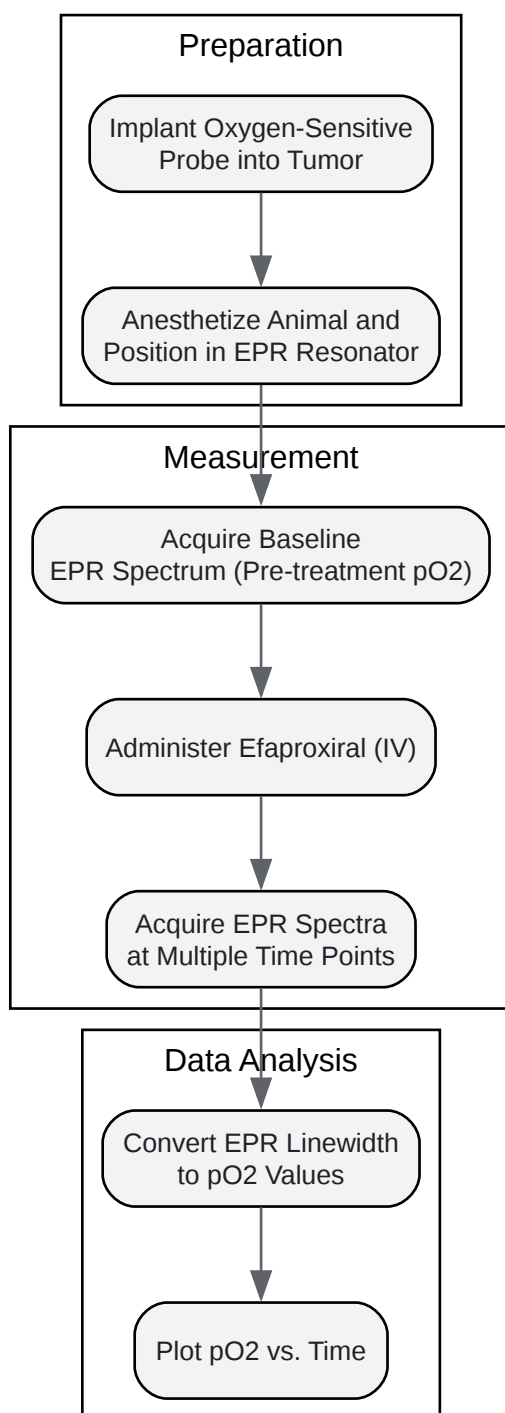 Preparation
Implant Oxygen-Sensitive
Probe into Tumor
Anesthetize Animal and
Position in EPR Resonator
Measurement
Acquire Baseline
EPR Spectrum (Pre-treatment pO2)
Administer Efaproxiral (IV)
Acquire EPR Spectra
at Multiple Time Points
Data Analysis
Convert EPR Linewidth
to pO2 Values
Plot pO2 vs. Time